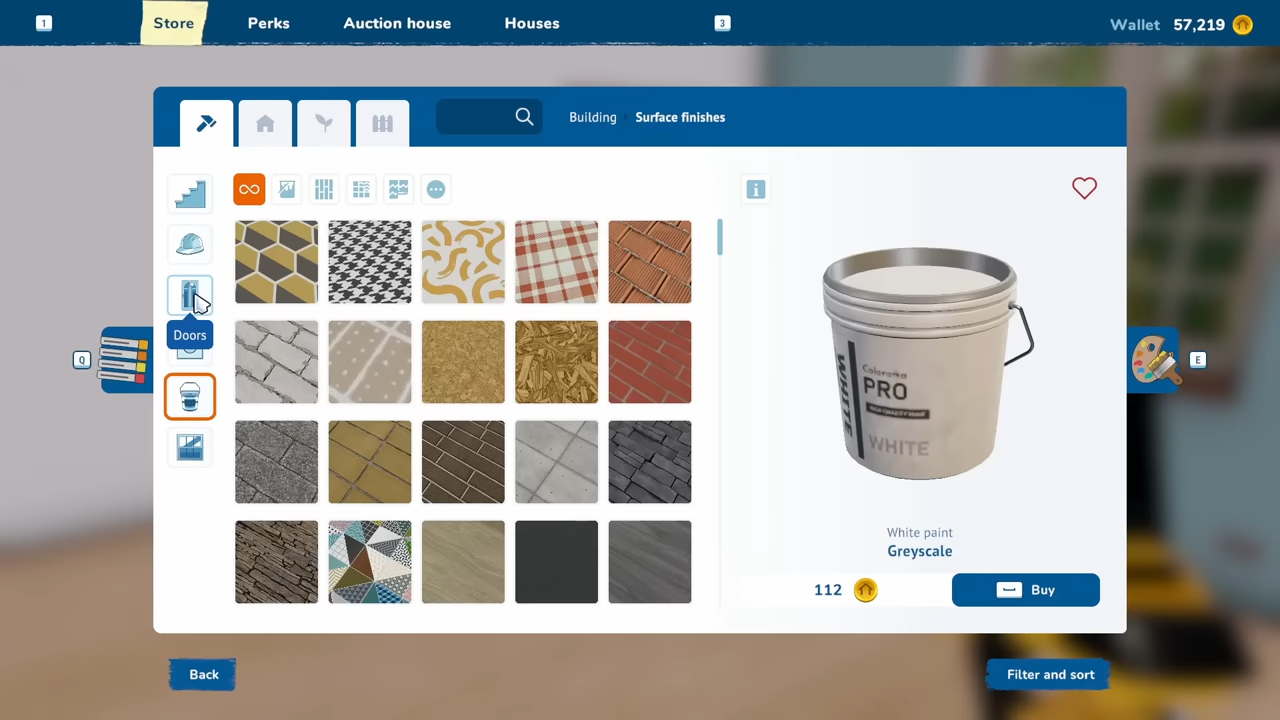 1 Store Perks Auction house Houses 3 Wallet 57,219
Building Surface finishes
i
Doors
Q
E
WHITE
PRO
WHITE
White paint
Greyscale
112 Buy
Back Filter and sort